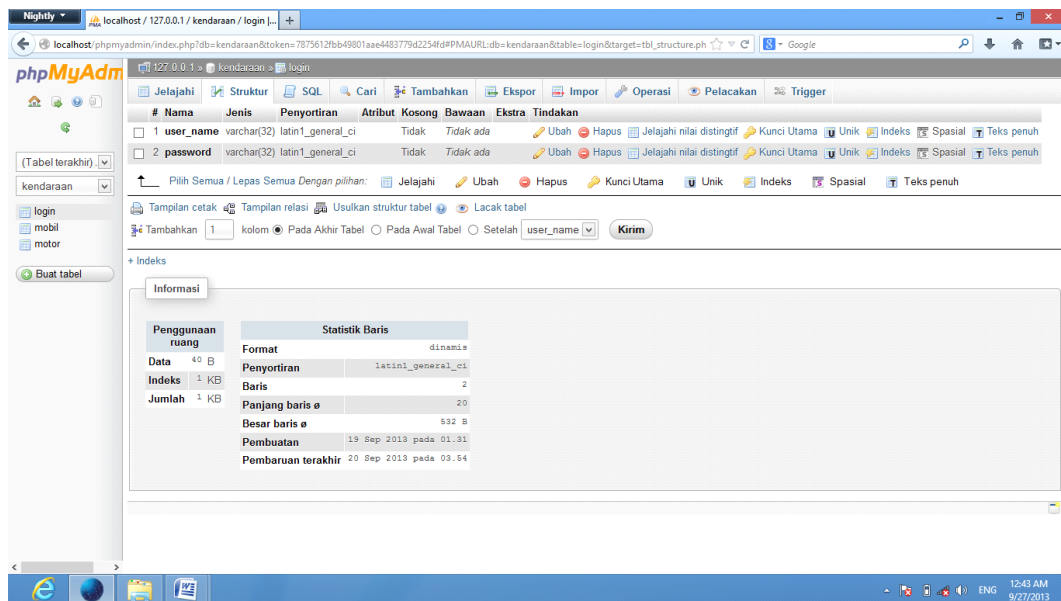 Nightly
localhost / 127.0.0.1 / kendaraan / login |...
localhost/phpmyadmin/index.php?db=kendaraan&token=7875612fbb49801aae4483779d2254fd#PMAURL:db=kendaraan&table=login&target=tbl_structure.ph
Google
phpMyAdm
127.0.0.1 » kendaraan » login
Jelajahi Struktur SQL Cari Tambahkan Ekspor Impor Operasi Pelacakan Trigger
# Nama Jenis Penyortiran Atribut Kosong Bawaan Ekstra Tindakan
1 user_name varchar(32) latin1_general_ci Tidak Tidak ada Ubah Hapus Jelajahi nilai distingtif Kunci Utama Unik Indeks Spasial Teks penuh
2 password varchar(32) latin1_general_ci Tidak Tidak ada Ubah Hapus Jelajahi nilai distingtif Kunci Utama Unik Indeks Spasial Teks penuh
Pilih Semua / Lepas Semua Dengan pilihan: Jelajahi Ubah Hapus Kunci Utama Unik Indeks Spasial Teks penuh
Tampilan cetak Tampilan relasi Usulkan struktur tabel Lacak tabel
Tambahkan 1 kolom Pada Akhir Tabel Pada Awal Tabel Setelah user_name Kirim
+ Indeks
(Tabel terakhir) .
kendaraan
login
mobil
motor
Buat tabel
Informasi
Penggunaan ruang
Data 40 B
Indeks 1 KB
Jumlah 1 KB
Statistik Baris
Format dinamis
Penyortiran latin1_general_ci
Baris 2
Panjang baris ø 20
Besar baris ø 532 B
Pembuatan 19 Sep 2013 pada 01.31
Pembaruan terakhir 20 Sep 2013 pada 03.54
ENG
12:43 AM
9/27/2013